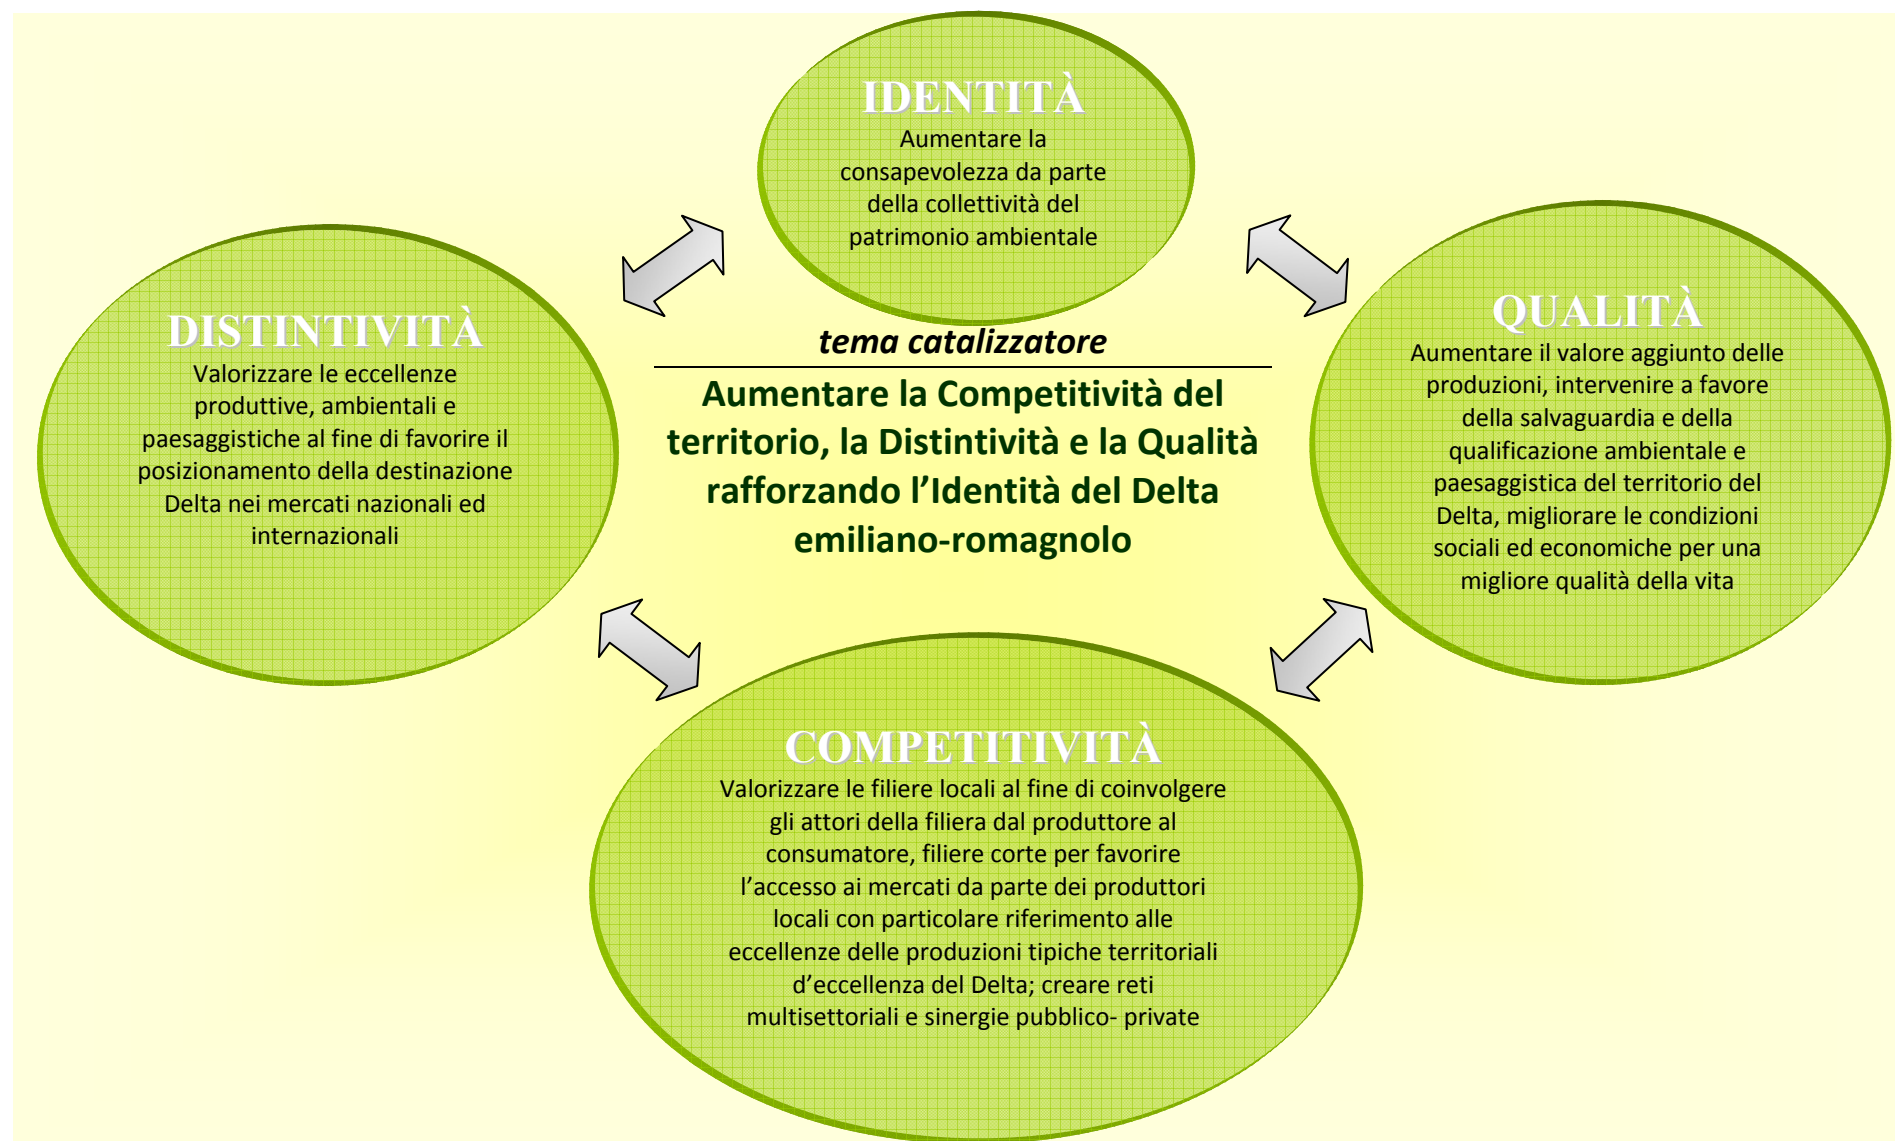 IDENTITÀ
Aumentare la
consapevolezza da parte
della collettività del
patrimonio ambientale
DISTINTIVITÀ
Valorizzare le eccellenze
produttive, ambientali e
paesaggistiche al fine di favorire il
posizionamento della destinazione
Delta nei mercati nazionali ed
internazionali
tema catalizzatore
Aumentare la Competitività del
territorio, la Distintività e la Qualità
rafforzando l’Identità del Delta
emiliano-romagnolo
QUALITÀ
Aumentare il valore aggiunto delle
produzioni, intervenire a favore
della salvaguardia e della
qualificazione ambientale e
paesaggistica del territorio del
Delta, migliorare le condizioni
sociali ed economiche per una
migliore qualità della vita
COMPETITIVITÀ
Valorizzare le filiere locali al fine di coinvolgere
gli attori della filiera dal produttore al
consumatore, filiere corte per favorire
l’accesso ai mercati da parte dei produttori
locali con particolare riferimento alle
eccellenze delle produzioni tipiche territoriali
d’eccellenza del Delta; creare reti
multisettoriali e sinergie pubblico- private